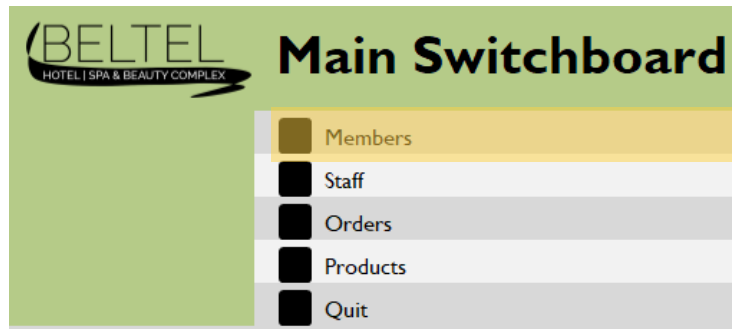 BELTEL
HOTEL | SPA & BEAUTY COMPLEX
Main Switchboard
Members
Staff
Orders
Products
Quit